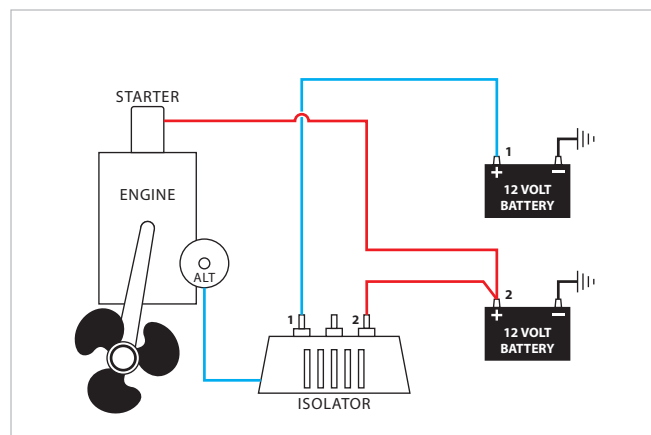 STARTER
ENGINE
ALT
1
2
ISOLATOR
1
+
−
12 VOLT
BATTERY
2
+
−
12 VOLT
BATTERY